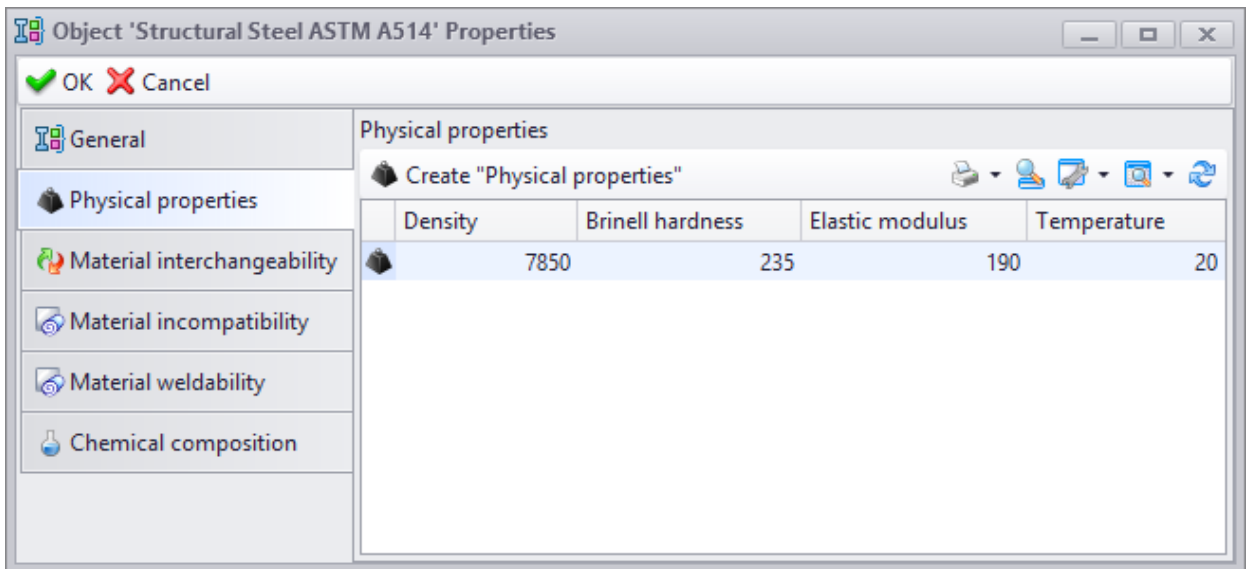 Object 'Structural Steel ASTM A514' Properties
OK Cancel
General
Physical properties
Material interchangeability
Material incompatibility
Material weldability
Chemical composition
Physical properties
Create "Physical properties"
Density Brinell hardness Elastic modulus Temperature
7850 235 190 20